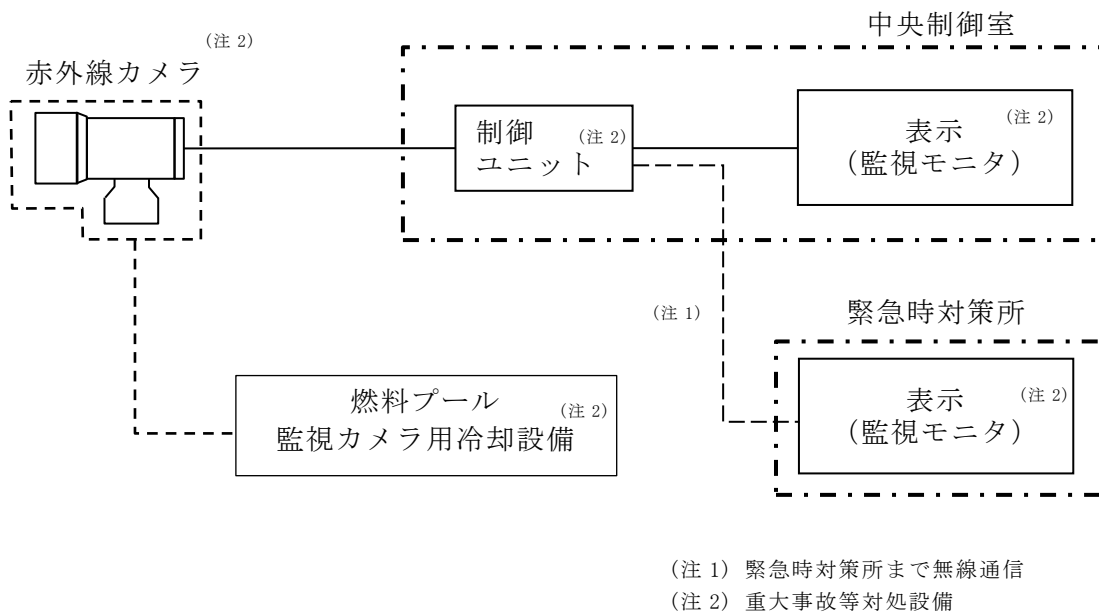 中央制御室
(注 2)
赤外線カメラ
制御
(注 2)
ユニット
表示
(注 2)
(監視モニタ)
(注 1)
緊急時対策所
燃料プール
(注 2)
監視カメラ用冷却設備
表示
(注 2)
(監視モニタ)
(注 1) 緊急時対策所まで無線通信
(注 2) 重大事故等対処設備